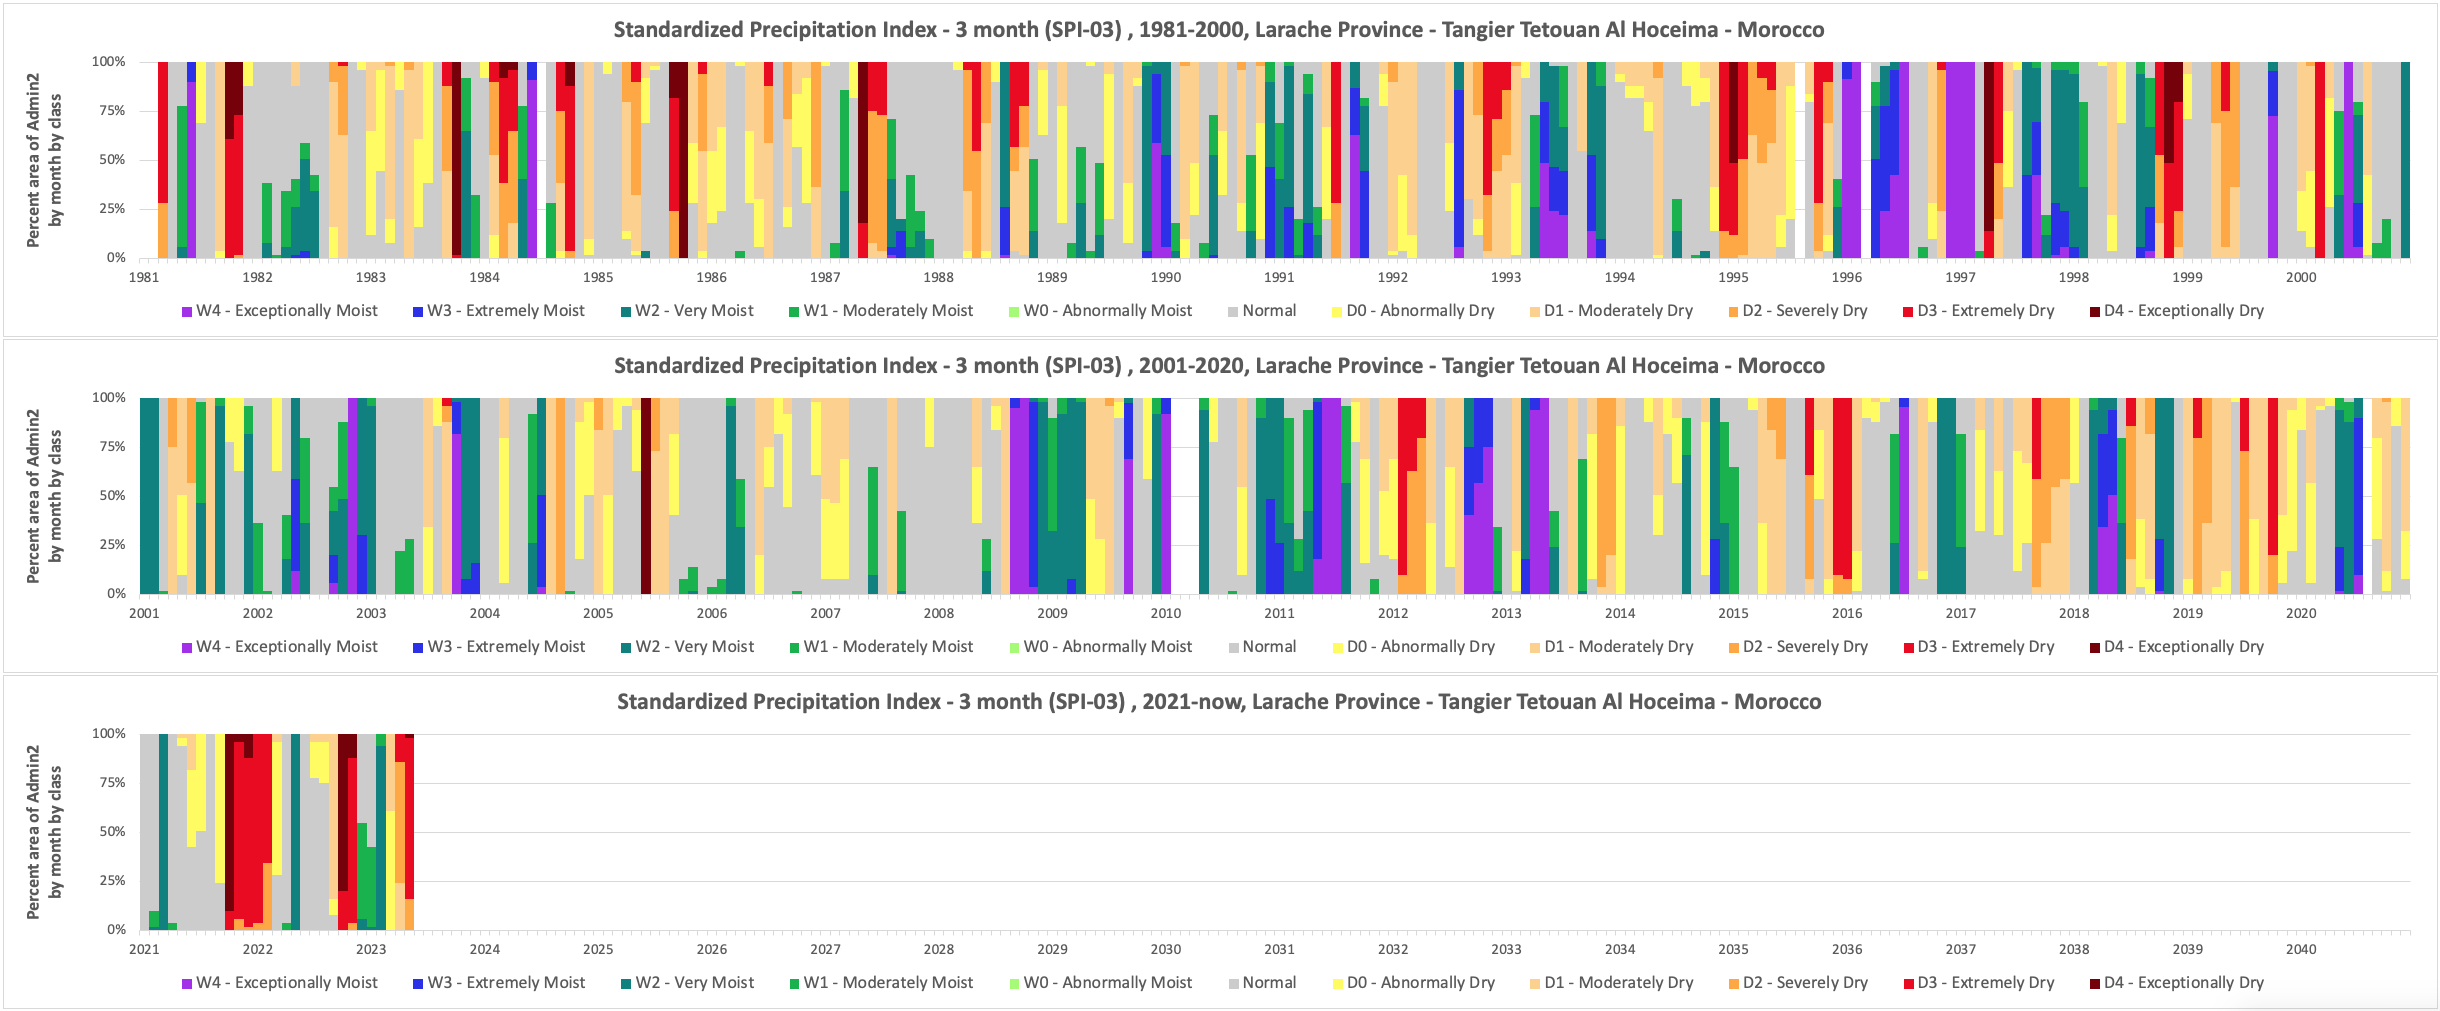 Standardized Precipitation Index - 3 month (SPI-03) , 1981-2000, Larache Province - Tangier Tetouan Al Hoceima - Morocco
Percent area of Admin2
by month by class
100%
75%
50%
25%
0%
1981 1982 1983 1984 1985 1986 1987 1988 1989 1990 1991 1992 1993 1994 1995 1996 1997 1998 1999 2000
W4 - Exceptionally Moist W3 - Extremely Moist W2 - Very Moist W1 - Moderately Moist W0 - Abnormally Moist Normal D0 - Abnormally Dry D1 - Moderately Dry D2 - Severely Dry D3 - Extremely Dry D4 - Exceptionally Dry
Standardized Precipitation Index - 3 month (SPI-03) , 2001-2020, Larache Province - Tangier Tetouan Al Hoceima - Morocco
Percent area of Admin2
by month by class
100%
75%
50%
25%
0%
2001 2002 2003 2004 2005 2006 2007 2008 2009 2010 2011 2012 2013 2014 2015 2016 2017 2018 2019 2020
W4 - Exceptionally Moist W3 - Extremely Moist W2 - Very Moist W1 - Moderately Moist W0 - Abnormally Moist Normal D0 - Abnormally Dry D1 - Moderately Dry D2 - Severely Dry D3 - Extremely Dry D4 - Exceptionally Dry
Standardized Precipitation Index - 3 month (SPI-03) , 2021-now, Larache Province - Tangier Tetouan Al Hoceima - Morocco
Percent area of Admin2
by month by class
100%
75%
50%
25%
0%
2021 2022 2023 2024 2025 2026 2027 2028 2029 2030 2031 2032 2033 2034 2035 2036 2037 2038 2039 2040
W4 - Exceptionally Moist W3 - Extremely Moist W2 - Very Moist W1 - Moderately Moist W0 - Abnormally Moist Normal D0 - Abnormally Dry D1 - Moderately Dry D2 - Severely Dry D3 - Extremely Dry D4 - Exceptionally Dry